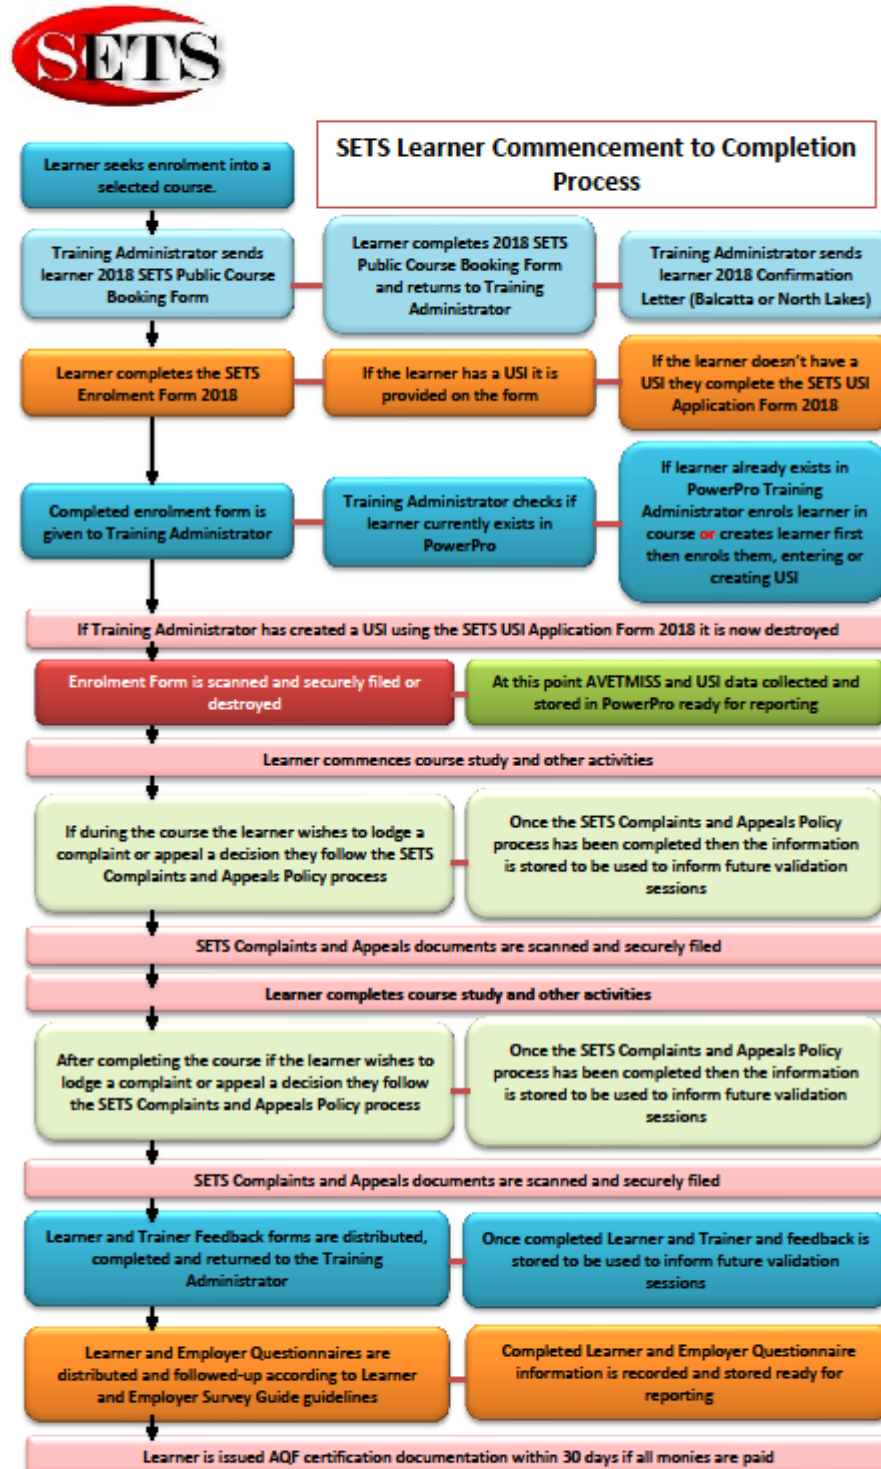 SETS
SETS Learner Commencement to Completion
Process
Learner seeks enrolment into a
selected course.
Training Administrator sends
learner 2018 SETS Public Course
Booking Form
Learner completes 2018 SETS
Public Course Booking Form
and returns to Training
Administrator
Training Administrator sends
learner 2018 Confirmation
Letter (Balcatta or North Lakes)
Learner completes the SETS
Enrolment Form 2018
If the learner has a USI it is
provided on the form
If the learner doesn't have a
USI they complete the SETS USI
Application Form 2018
Completed enrolment form is
given to Training Administrator
Training Administrator checks if
learner currently exists in
PowerPro
If learner already exists in
PowerPro Training
Administrator enrols learner in
course or creates learner first
then enrols them, entering or
creating USI
If Training Administrator has created a USI using the SETS USI Application Form 2018 it is now destroyed
Enrolment Form is scanned and securely filed or
destroyed
At this point AVETMISS and USI data collected and
stored in PowerPro ready for reporting
Learner commences course study and other activities
If during the course the learner wishes to lodge a
complaint or appeal a decision they follow the SETS
Complaints and Appeals Policy process
Once the SETS Complaints and Appeals Policy
process has been completed then the information
is stored to be used to inform future validation
sessions
SETS Complaints and Appeals documents are scanned and securely filed
Learner completes course study and other activities
After completing the course if the learner wishes to
lodge a complaint or appeal a decision they follow
the SETS Complaints and Appeals Policy process
Once the SETS Complaints and Appeals Policy
process has been completed then the information
is stored to be used to inform future validation
sessions
SETS Complaints and Appeals documents are scanned and securely filed
Learner and Trainer Feedback forms are distributed,
completed and returned to the Training
Administrator
Once completed Learner and Trainer and feedback is
stored to be used to inform future validation
sessions
Learner and Employer Questionnaires are
distributed and followed-up according to Learner
and Employer Survey Guide guidelines
Completed Learner and Employer Questionnaire
information is recorded and stored ready for
reporting
Learner is issued AQF certification documentation within 30 days if all monies are paid